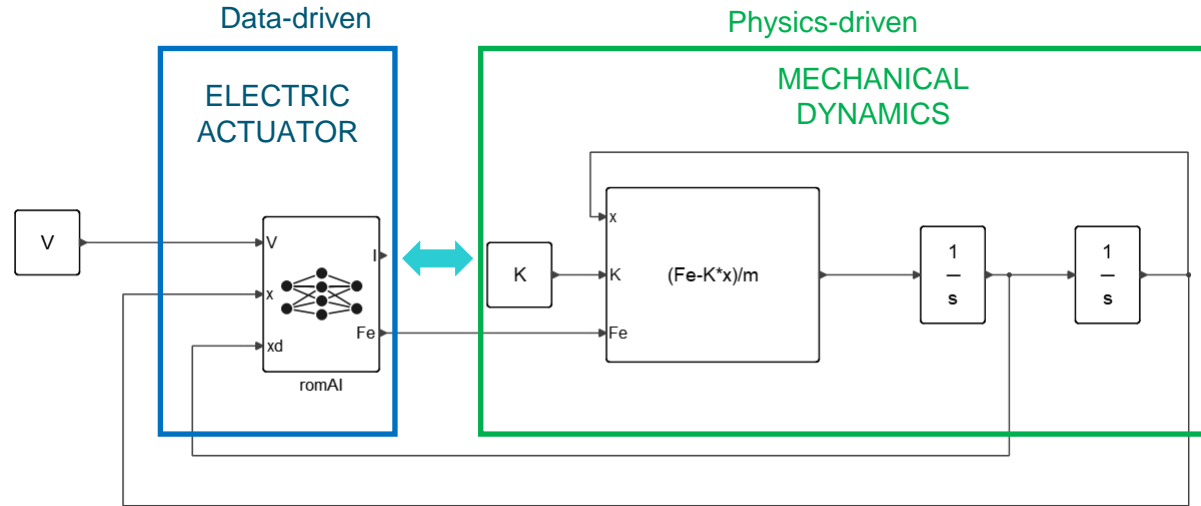 Data-driven
Physics-driven
ELECTRIC
ACTUATOR
MECHANICAL
DYNAMICS
V
V
I
x
xd
Fe
romAI
K
x
K
Fe
(Fe-K*x)/m
1
s
1
s